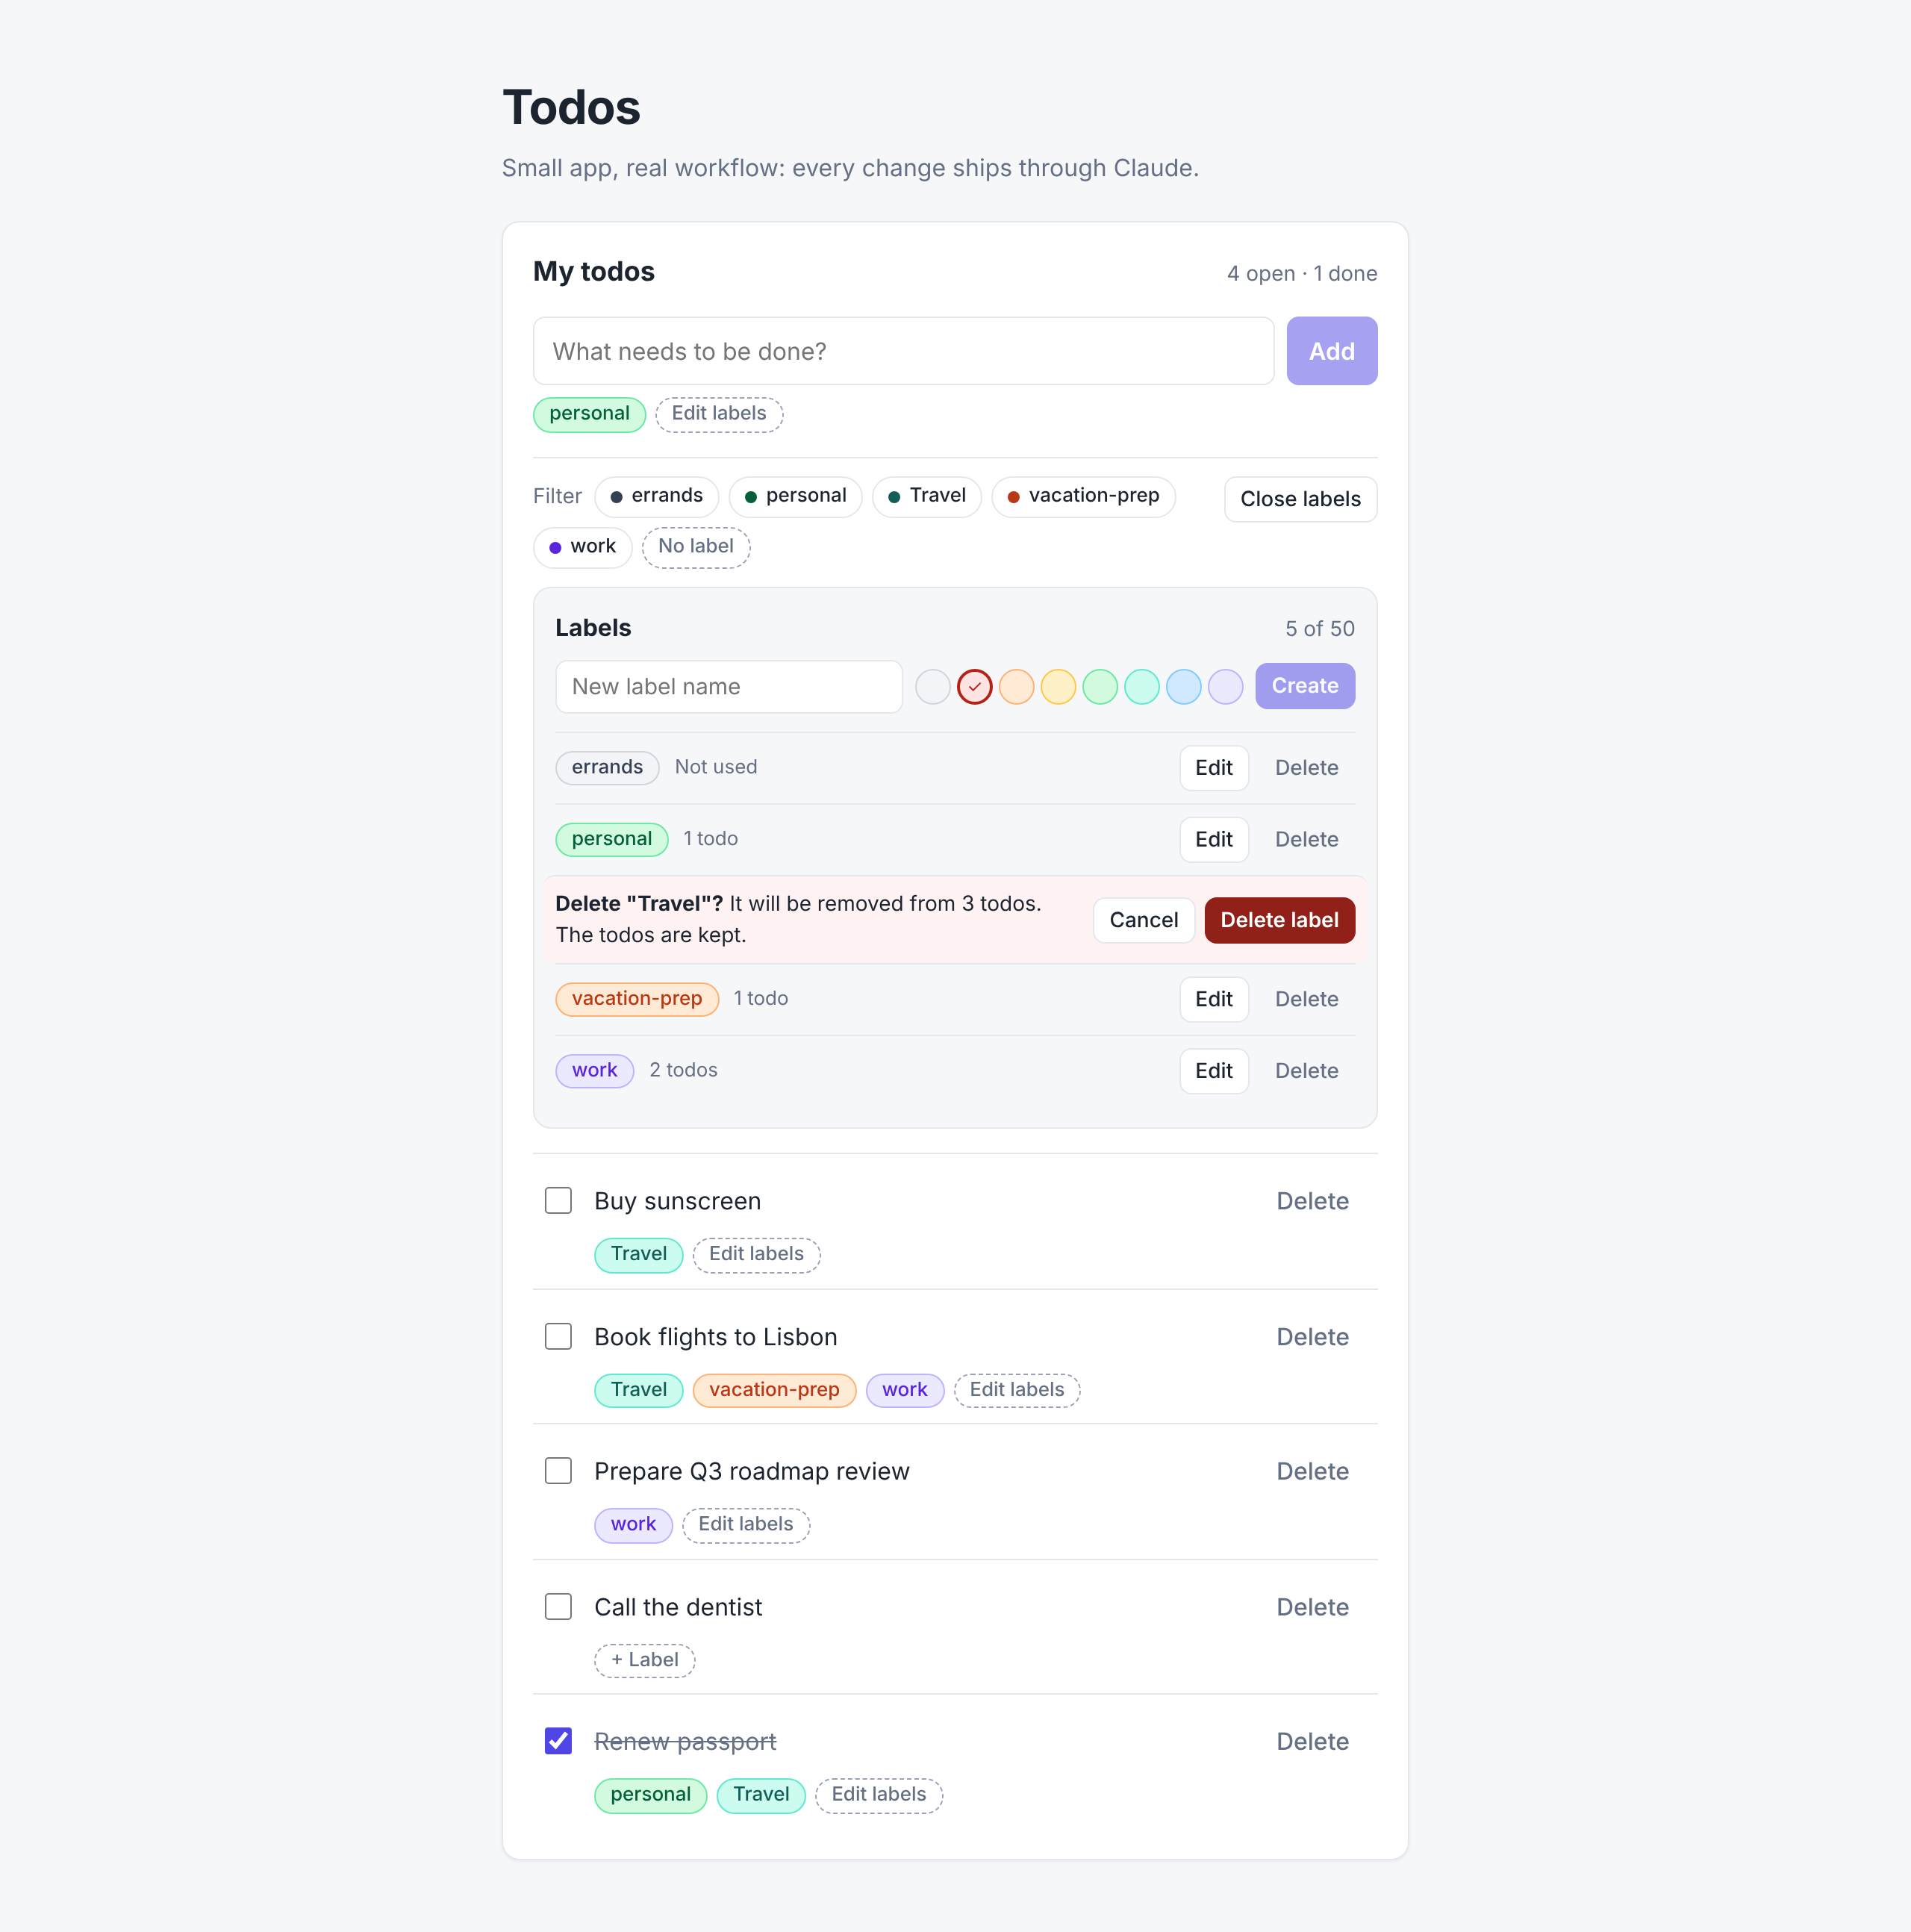 Todos
Small app, real workflow: every change ships through Claude.
My todos
4 open · 1 done
What needs to be done?
Add
personal
Edit labels
Filter
errands
personal
Travel
vacation-prep
Close labels
work
No label
Labels
5 of 50
New label name
Create
errands
Not used
Edit
Delete
personal
1 todo
Edit
Delete
Delete "Travel"? It will be removed from 3 todos.
The todos are kept.
Cancel
Delete label
vacation-prep
1 todo
Edit
Delete
work
2 todos
Edit
Delete
Buy sunscreen
Delete
Travel
Edit labels
Book flights to Lisbon
Delete
Travel
vacation-prep
work
Edit labels
Prepare Q3 roadmap review
Delete
work
Edit labels
Call the dentist
Delete
+ Label
Renew passport
Delete
personal
Travel
Edit labels